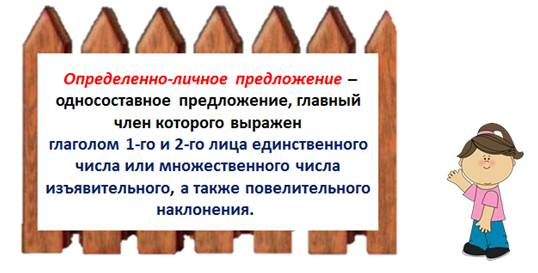 Определенно-личное предложение –
односоставное предложение, главный
член которого выражен
глаголом 1-го и 2-го лица единственного
числа или множественного числа
изъявительного, а также повелительного
наклонения.